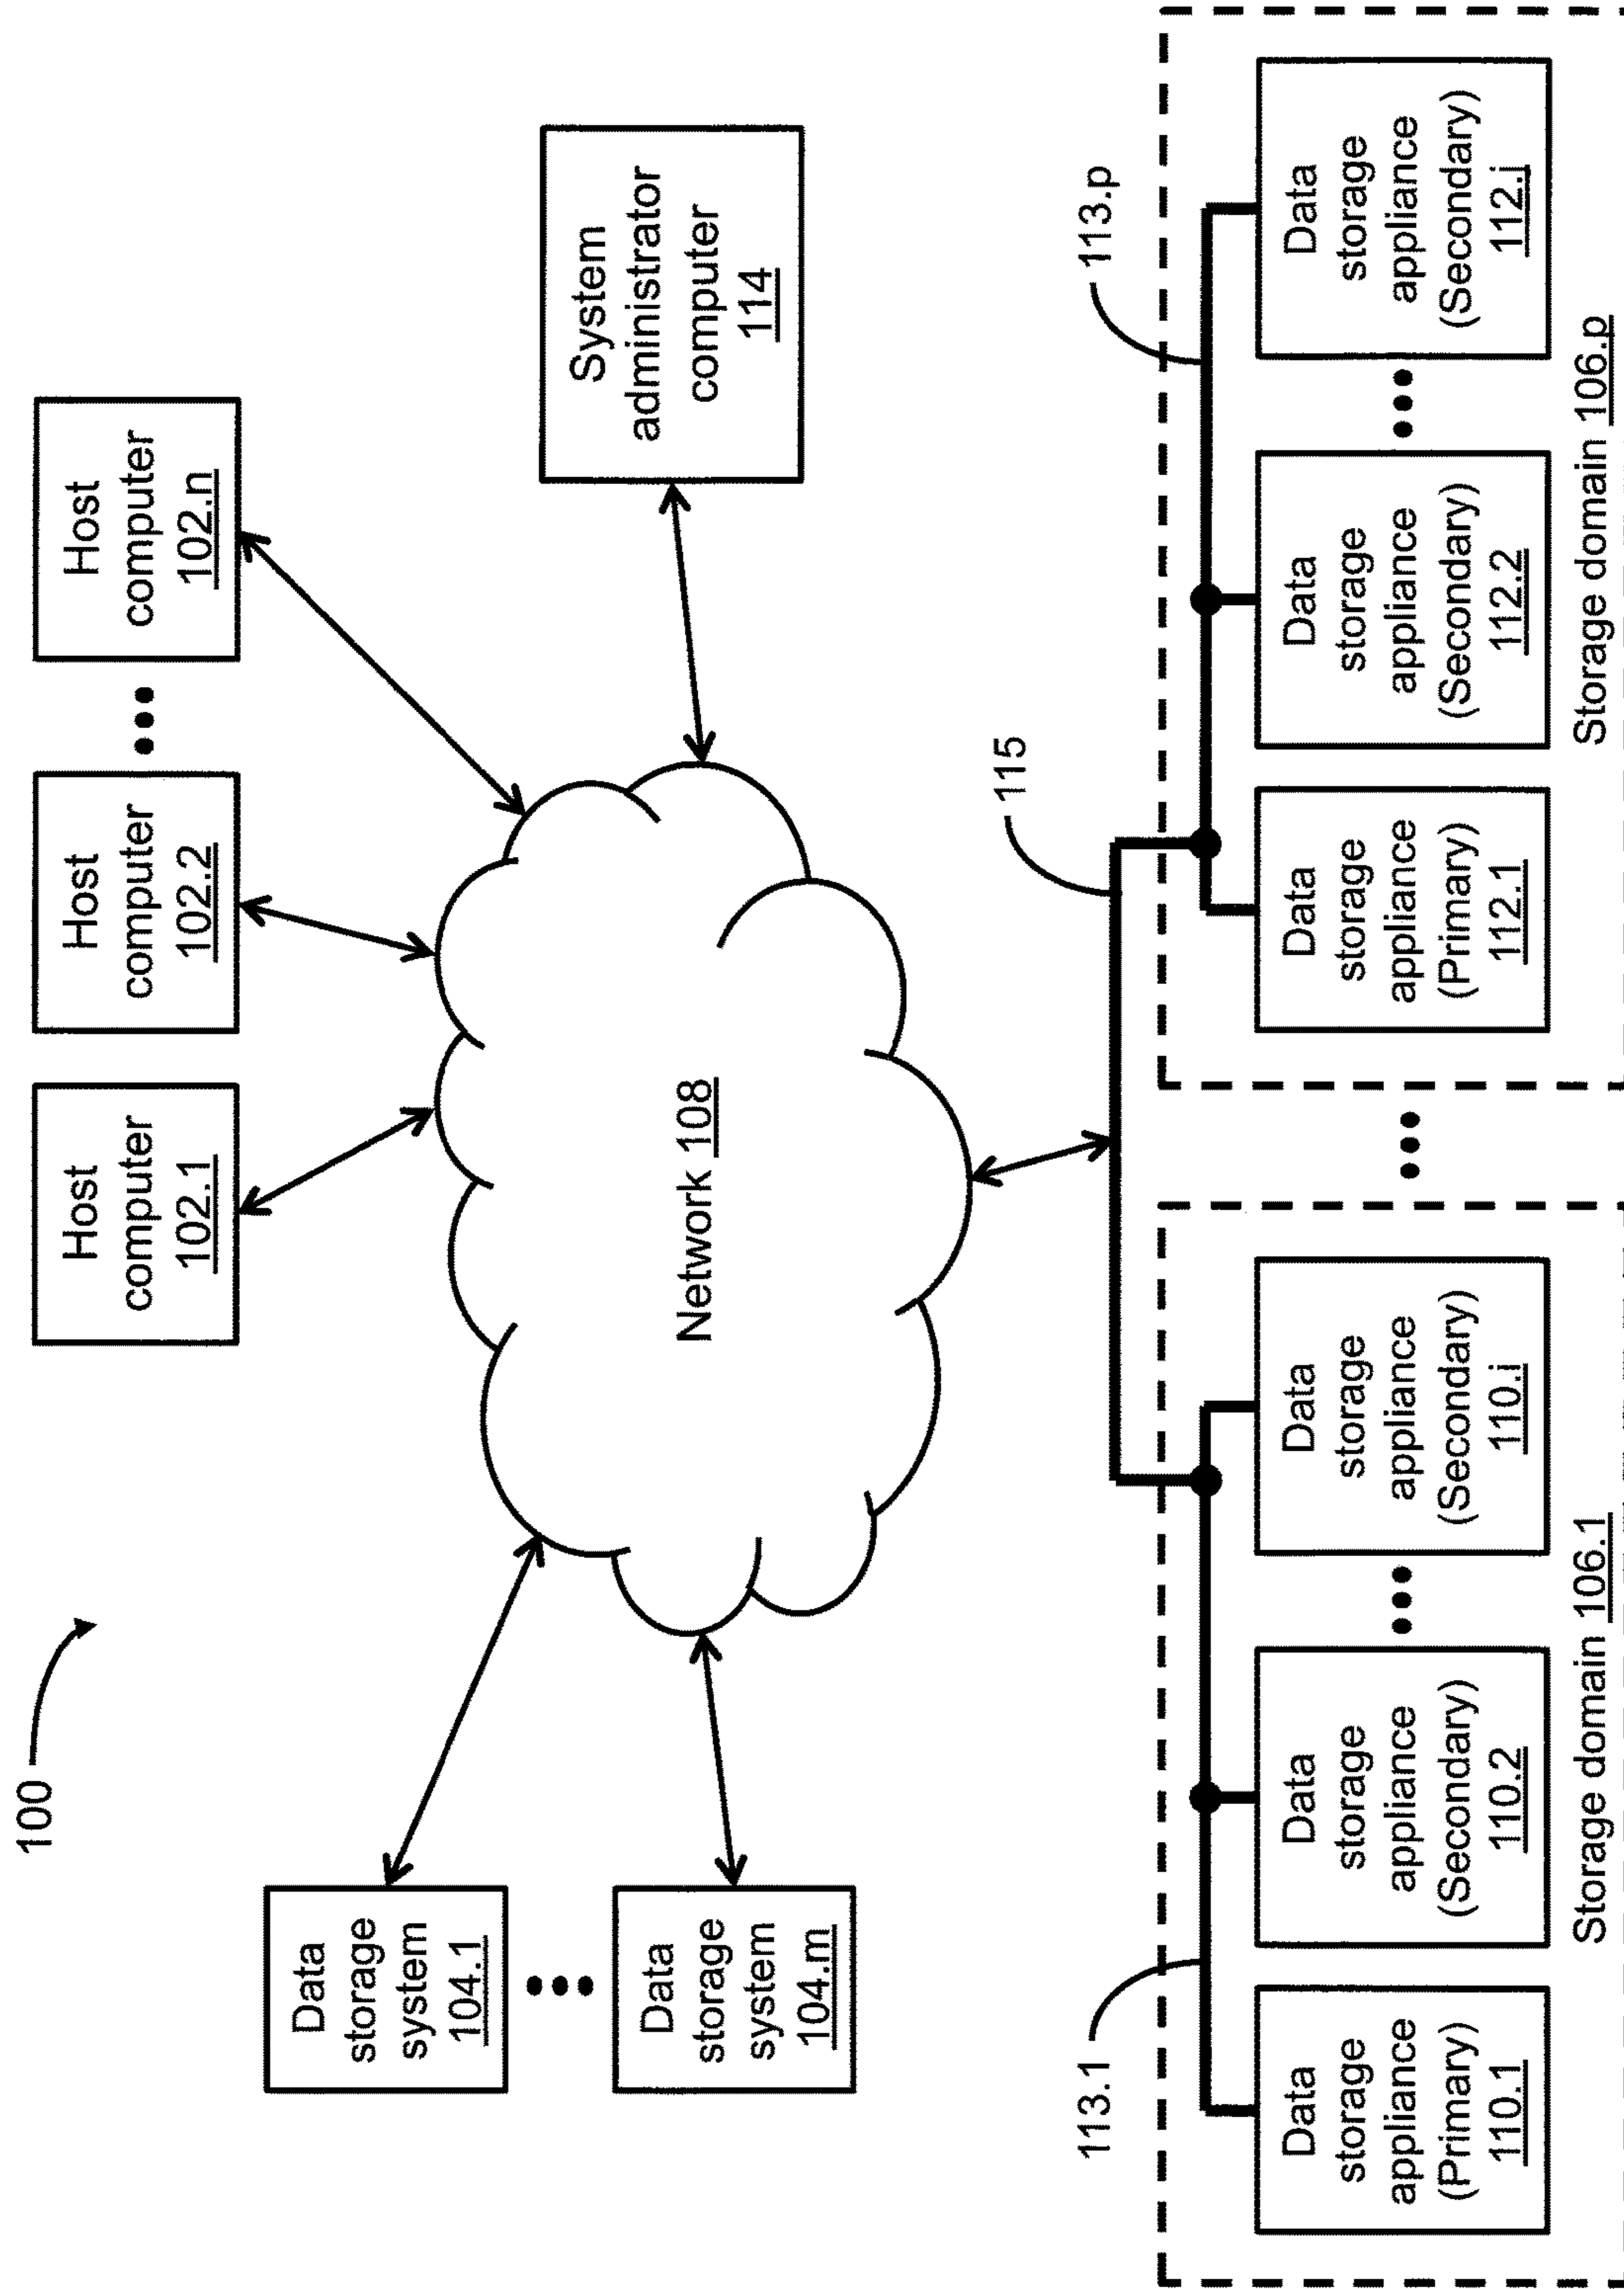 100
Host
computer
102.1
Host
computer
102.2
Host
computer
102.n
Data
storage
system
104.1
Data
storage
system
104.m
Network 108
System
administrator
computer
114
115
113.1
113.p
Data
storage
appliance
(Primary)
110.1
Data
storage
appliance
(Secondary)
110.2
Data
storage
appliance
(Secondary)
110.i
Storage domain 106.1
Data
storage
appliance
(Primary)
112.1
Data
storage
appliance
(Secondary)
112.2
Data
storage
appliance
(Secondary)
112.j
Storage domain 106.p